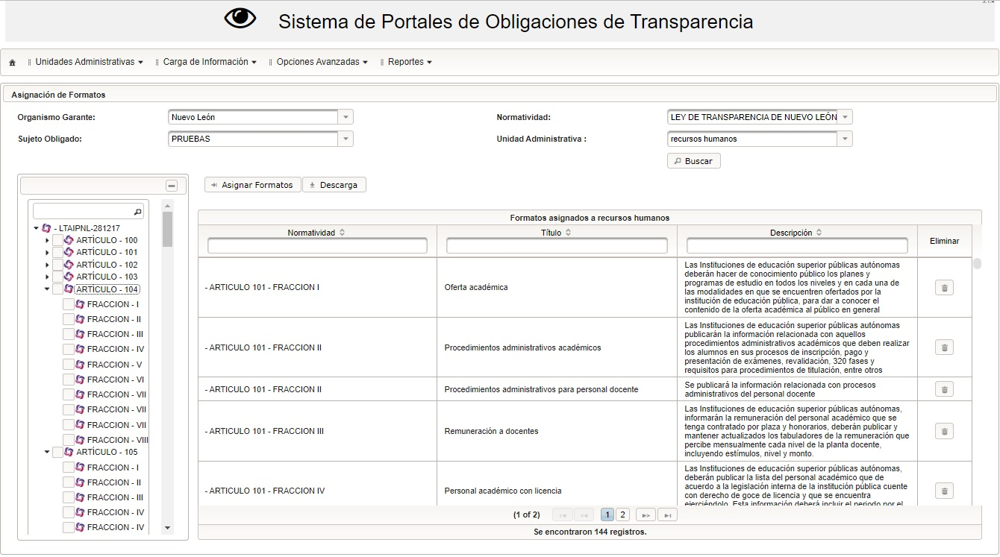 Sistema de Portales de Obligaciones de Transparencia
Unidades Administrativas
Carga de Información
Opciones Avanzadas
Reportes
Asignación de Formatos
Organismo Garante:
Nuevo León
Normatividad:
LEY DE TRANSPARENCIA DE NUEVO LEÓN
Sujeto Obligado:
PRUEBAS
Unidad Administrativa :
recursos humanos
Buscar
Asignar Formatos
Descarga
- LTAIPNL-281217
ARTÍCULO - 100
ARTÍCULO - 101
ARTÍCULO - 102
ARTÍCULO - 103
ARTÍCULO - 104
FRACCION - I
FRACCION - II
FRACCION - III
FRACCION - IV
FRACCION - V
FRACCION - VI
FRACCION - VII
FRACCION - VII
FRACCION - VII
FRACCION - VIII
ARTÍCULO - 105
FRACCION - I
FRACCION - II
FRACCION - III
FRACCION - IV
FRACCION - IV
Formatos asignados a recursos humanos
Normatividad
Título
Descripción
Eliminar
- ARTICULO 101 - FRACCION I
Oferta académica
Las Instituciones de educación superior públicas autónomas
deberán hacer de conocimiento público los planes y
programas de estudio en todos los niveles y en cada una de
las modalidades en que se encuentren ofertados por la
institución de educación pública, para dar a conocer el
contenido de la oferta académica al público en general
- ARTICULO 101 - FRACCION II
Procedimientos administrativos académicos
Las Instituciones de educación superior públicas autónomas
publicarán la información relacionada con aquellos
procedimientos administrativos académicos que deben realizar
los alumnos en sus procesos de inscripción, pago y
presentación de exámenes, revalidación, 320 fases y
requisitos para procedimientos de titulación, entre otros
- ARTICULO 101 - FRACCION II
Procedimientos administrativos para personal docente
Se publicará la información relacionada con procesos
administrativos del personal docente
- ARTICULO 101 - FRACCION III
Remuneración a docentes
Las Instituciones de educación superior públicas autónomas,
informarán la remuneración del personal académico que se
tenga contratado por plaza y honorarios, deberán publicar y
mantener actualizados los tabuladores de la remuneración que
percibe mensualmente cada nivel de la planta docente,
incluyendo estímulos, nivel y monto.
- ARTICULO 101 - FRACCION IV
Personal académico con licencia
Las Instituciones de educación superior públicas autónomas,
deberán publicar la lista del personal académico que de
acuerdo a la legislación interna de la institución pública cuente
con derecho de goce de licencia y que se encuentra
ejerciéndolo. Esta información deberá incluir el periodo por el
(1 of 2)
1
2
Se encontraron 144 registros.